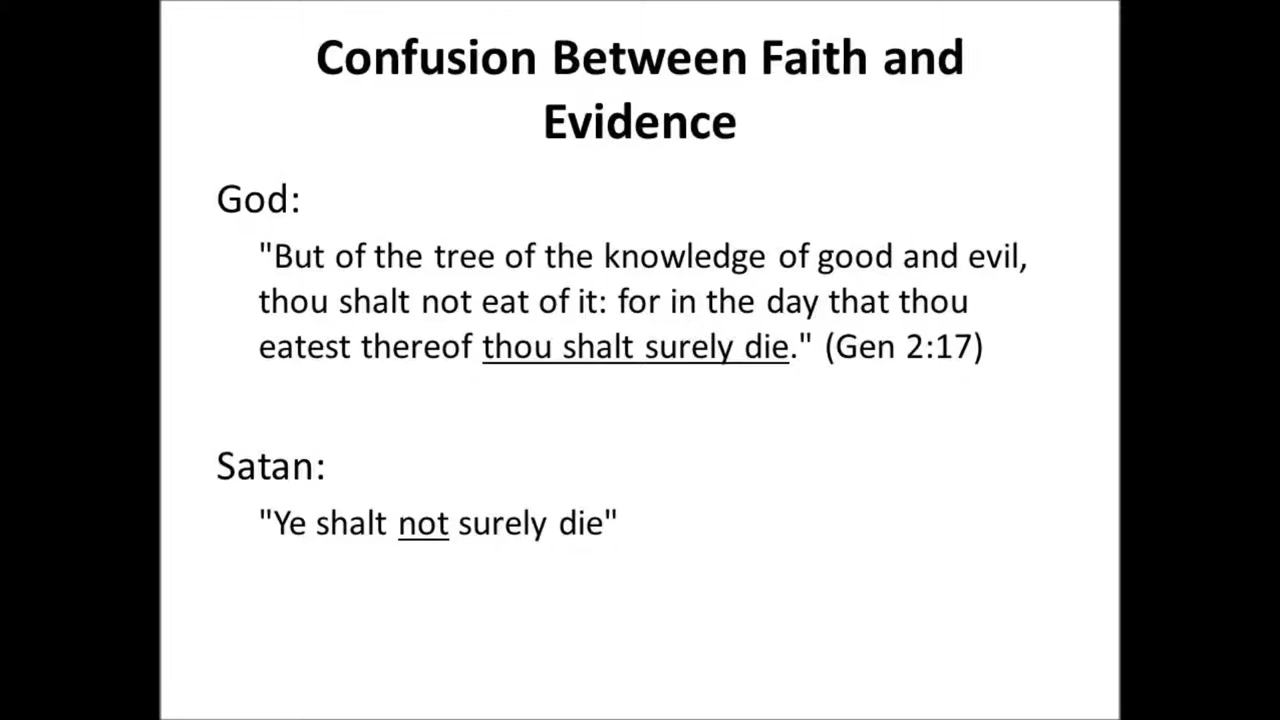 Confusion Between Faith and
Evidence
God:
"But of the tree of the knowledge of good and evil,
thou shalt not eat of it: for in the day that thou
eatest thereof thou shalt surely die." (Gen 2:17)
Satan:
"Ye shalt not surely die"